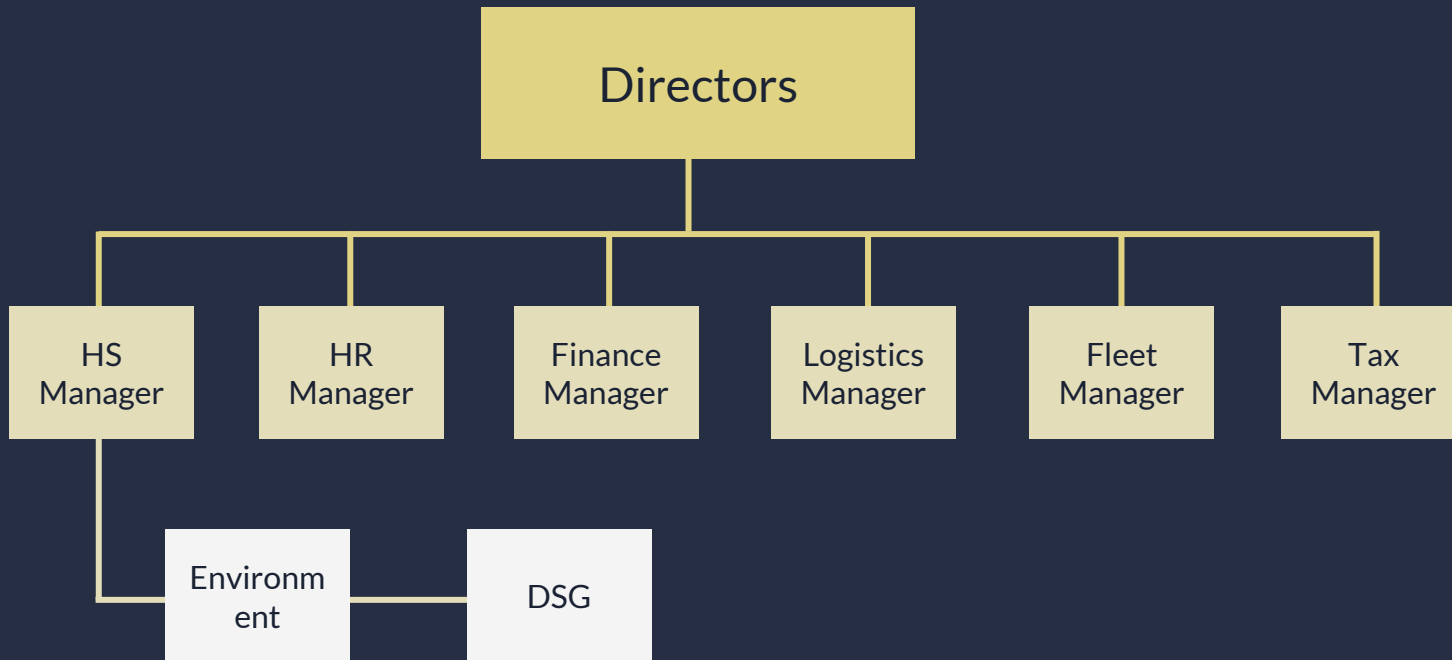 Directors
HS
Manager
HR
Manager
Finance
Manager
Logistics
Manager
Fleet
Manager
Tax
Manager
Environm
ent
DSG